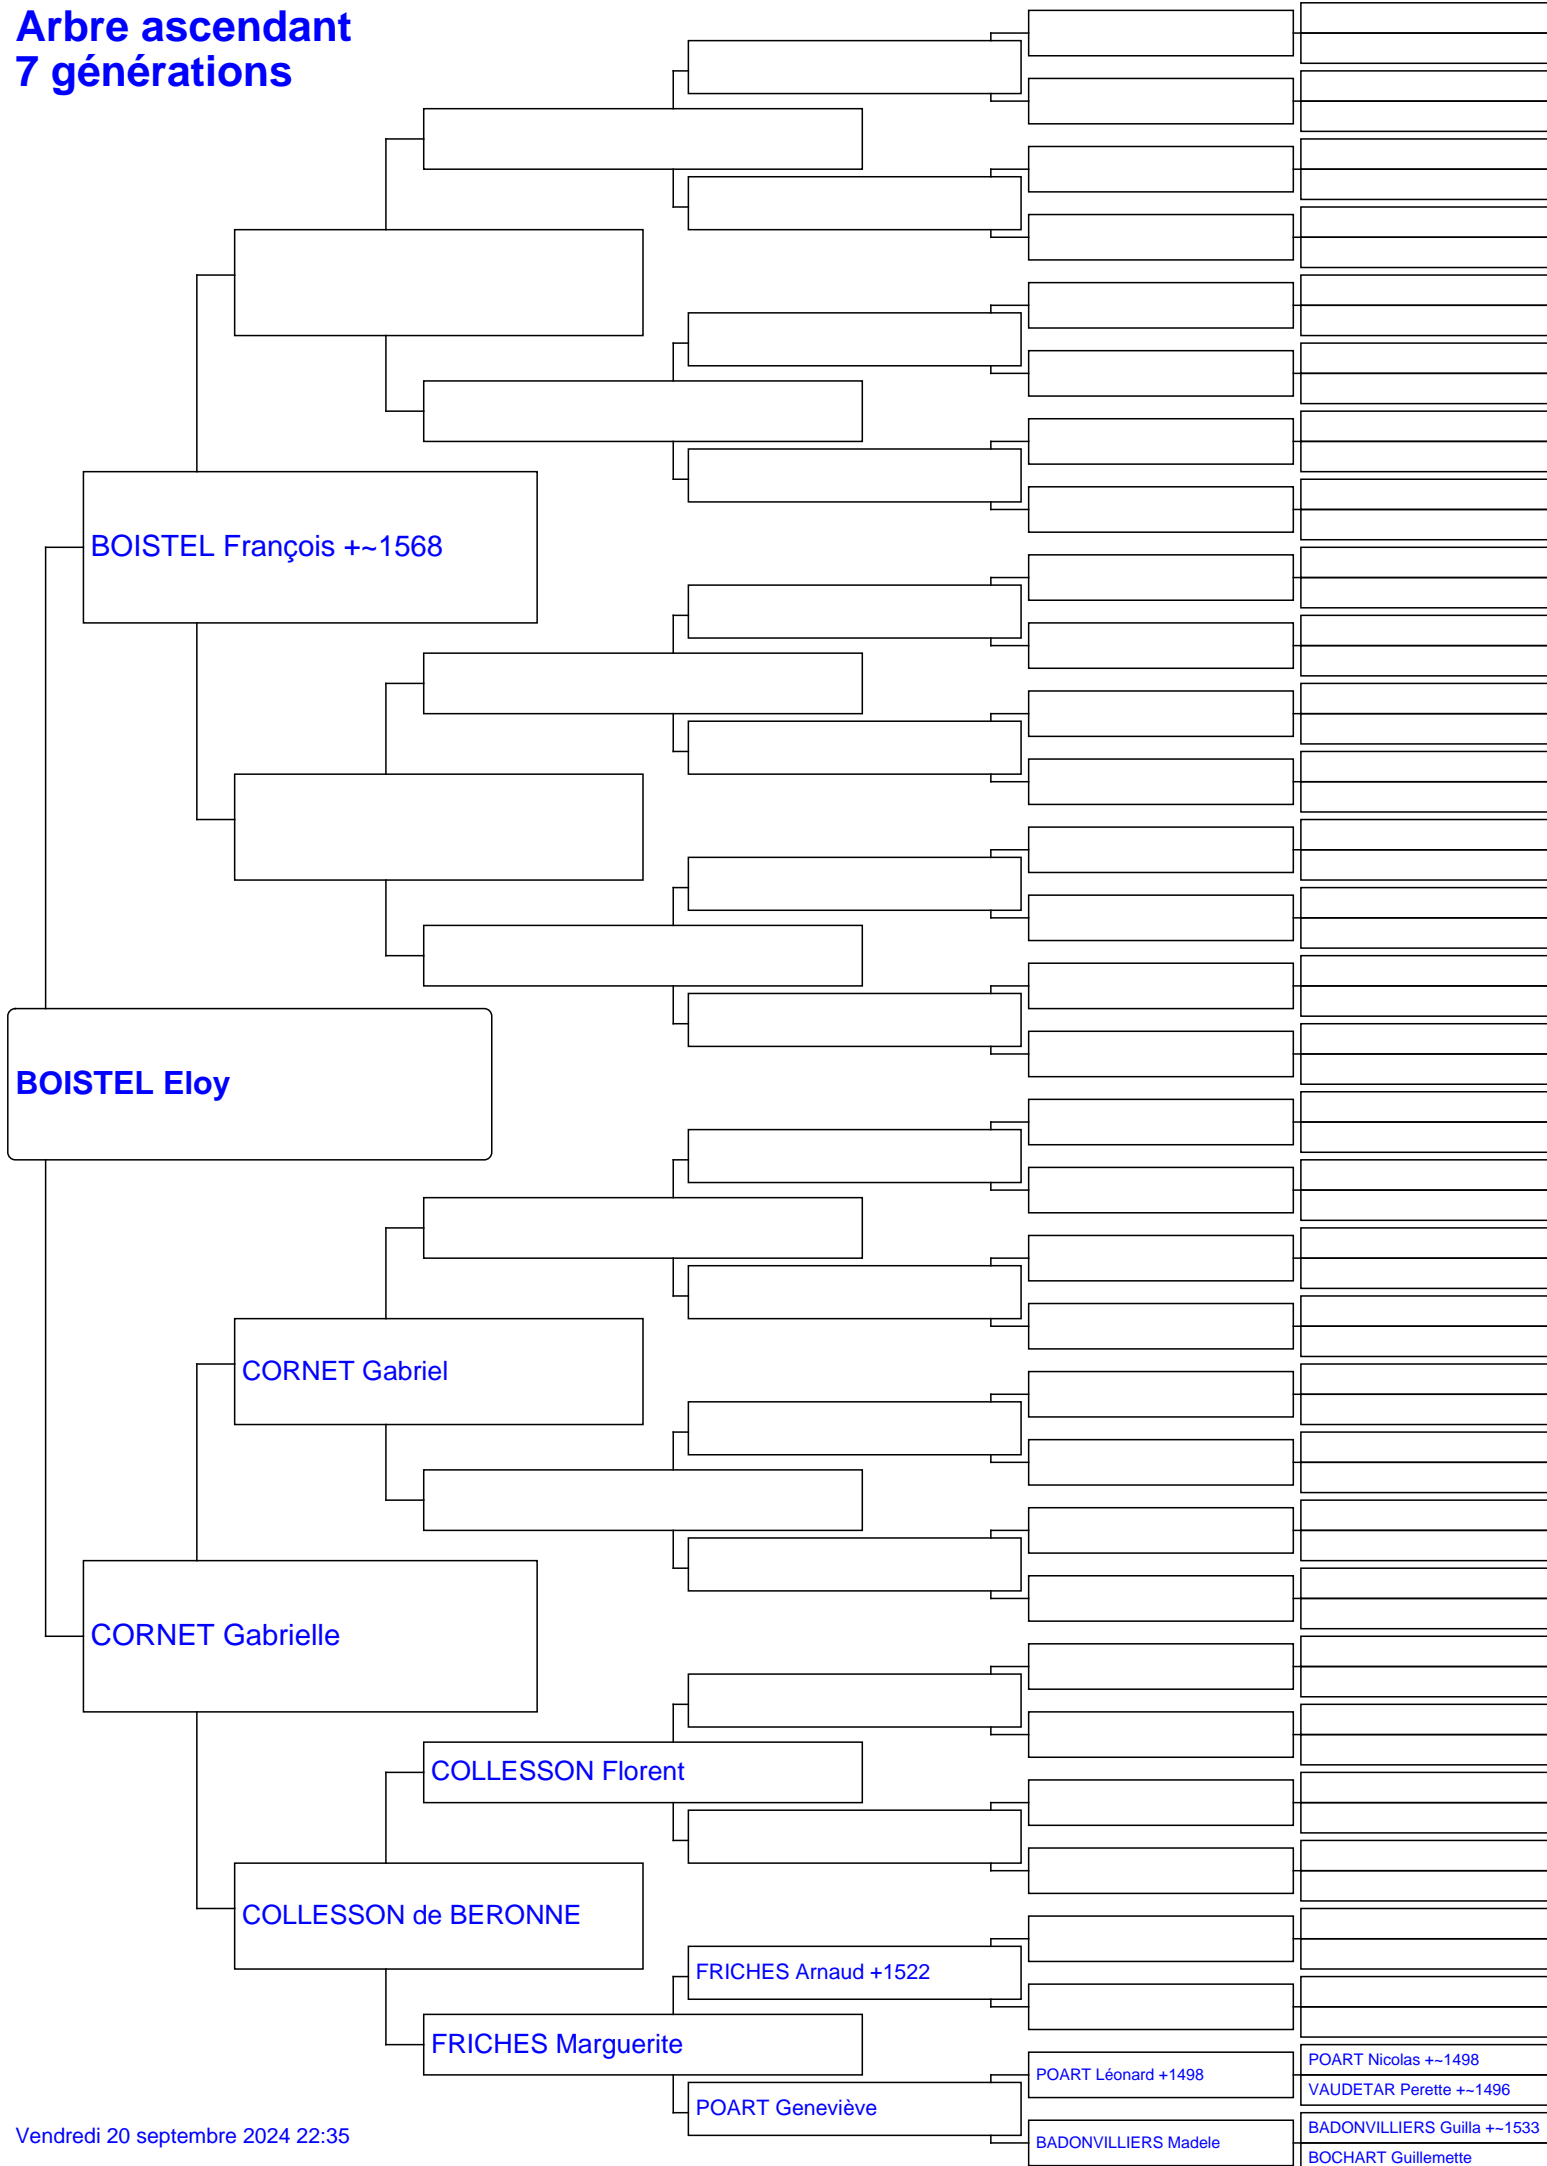 Arbre ascendant
7 générations
BOISTEL François +~1568
BOISTEL Eloy
CORNET Gabriel
CORNET Gabrielle
COLLESSON Florent
COLLESSON de BERONNE
FRICHES Arnaud +1522
FRICHES Marguerite
POART Nicolas +~1498
POART Léonard +1498
VAUDETAR Perette +~1496
POART Geneviève
BADONVILLIERS Guilla +~1533
BADONVILLIERS Madele
BOCHART Guillemette
Vendredi 20 septembre 2024 22:35